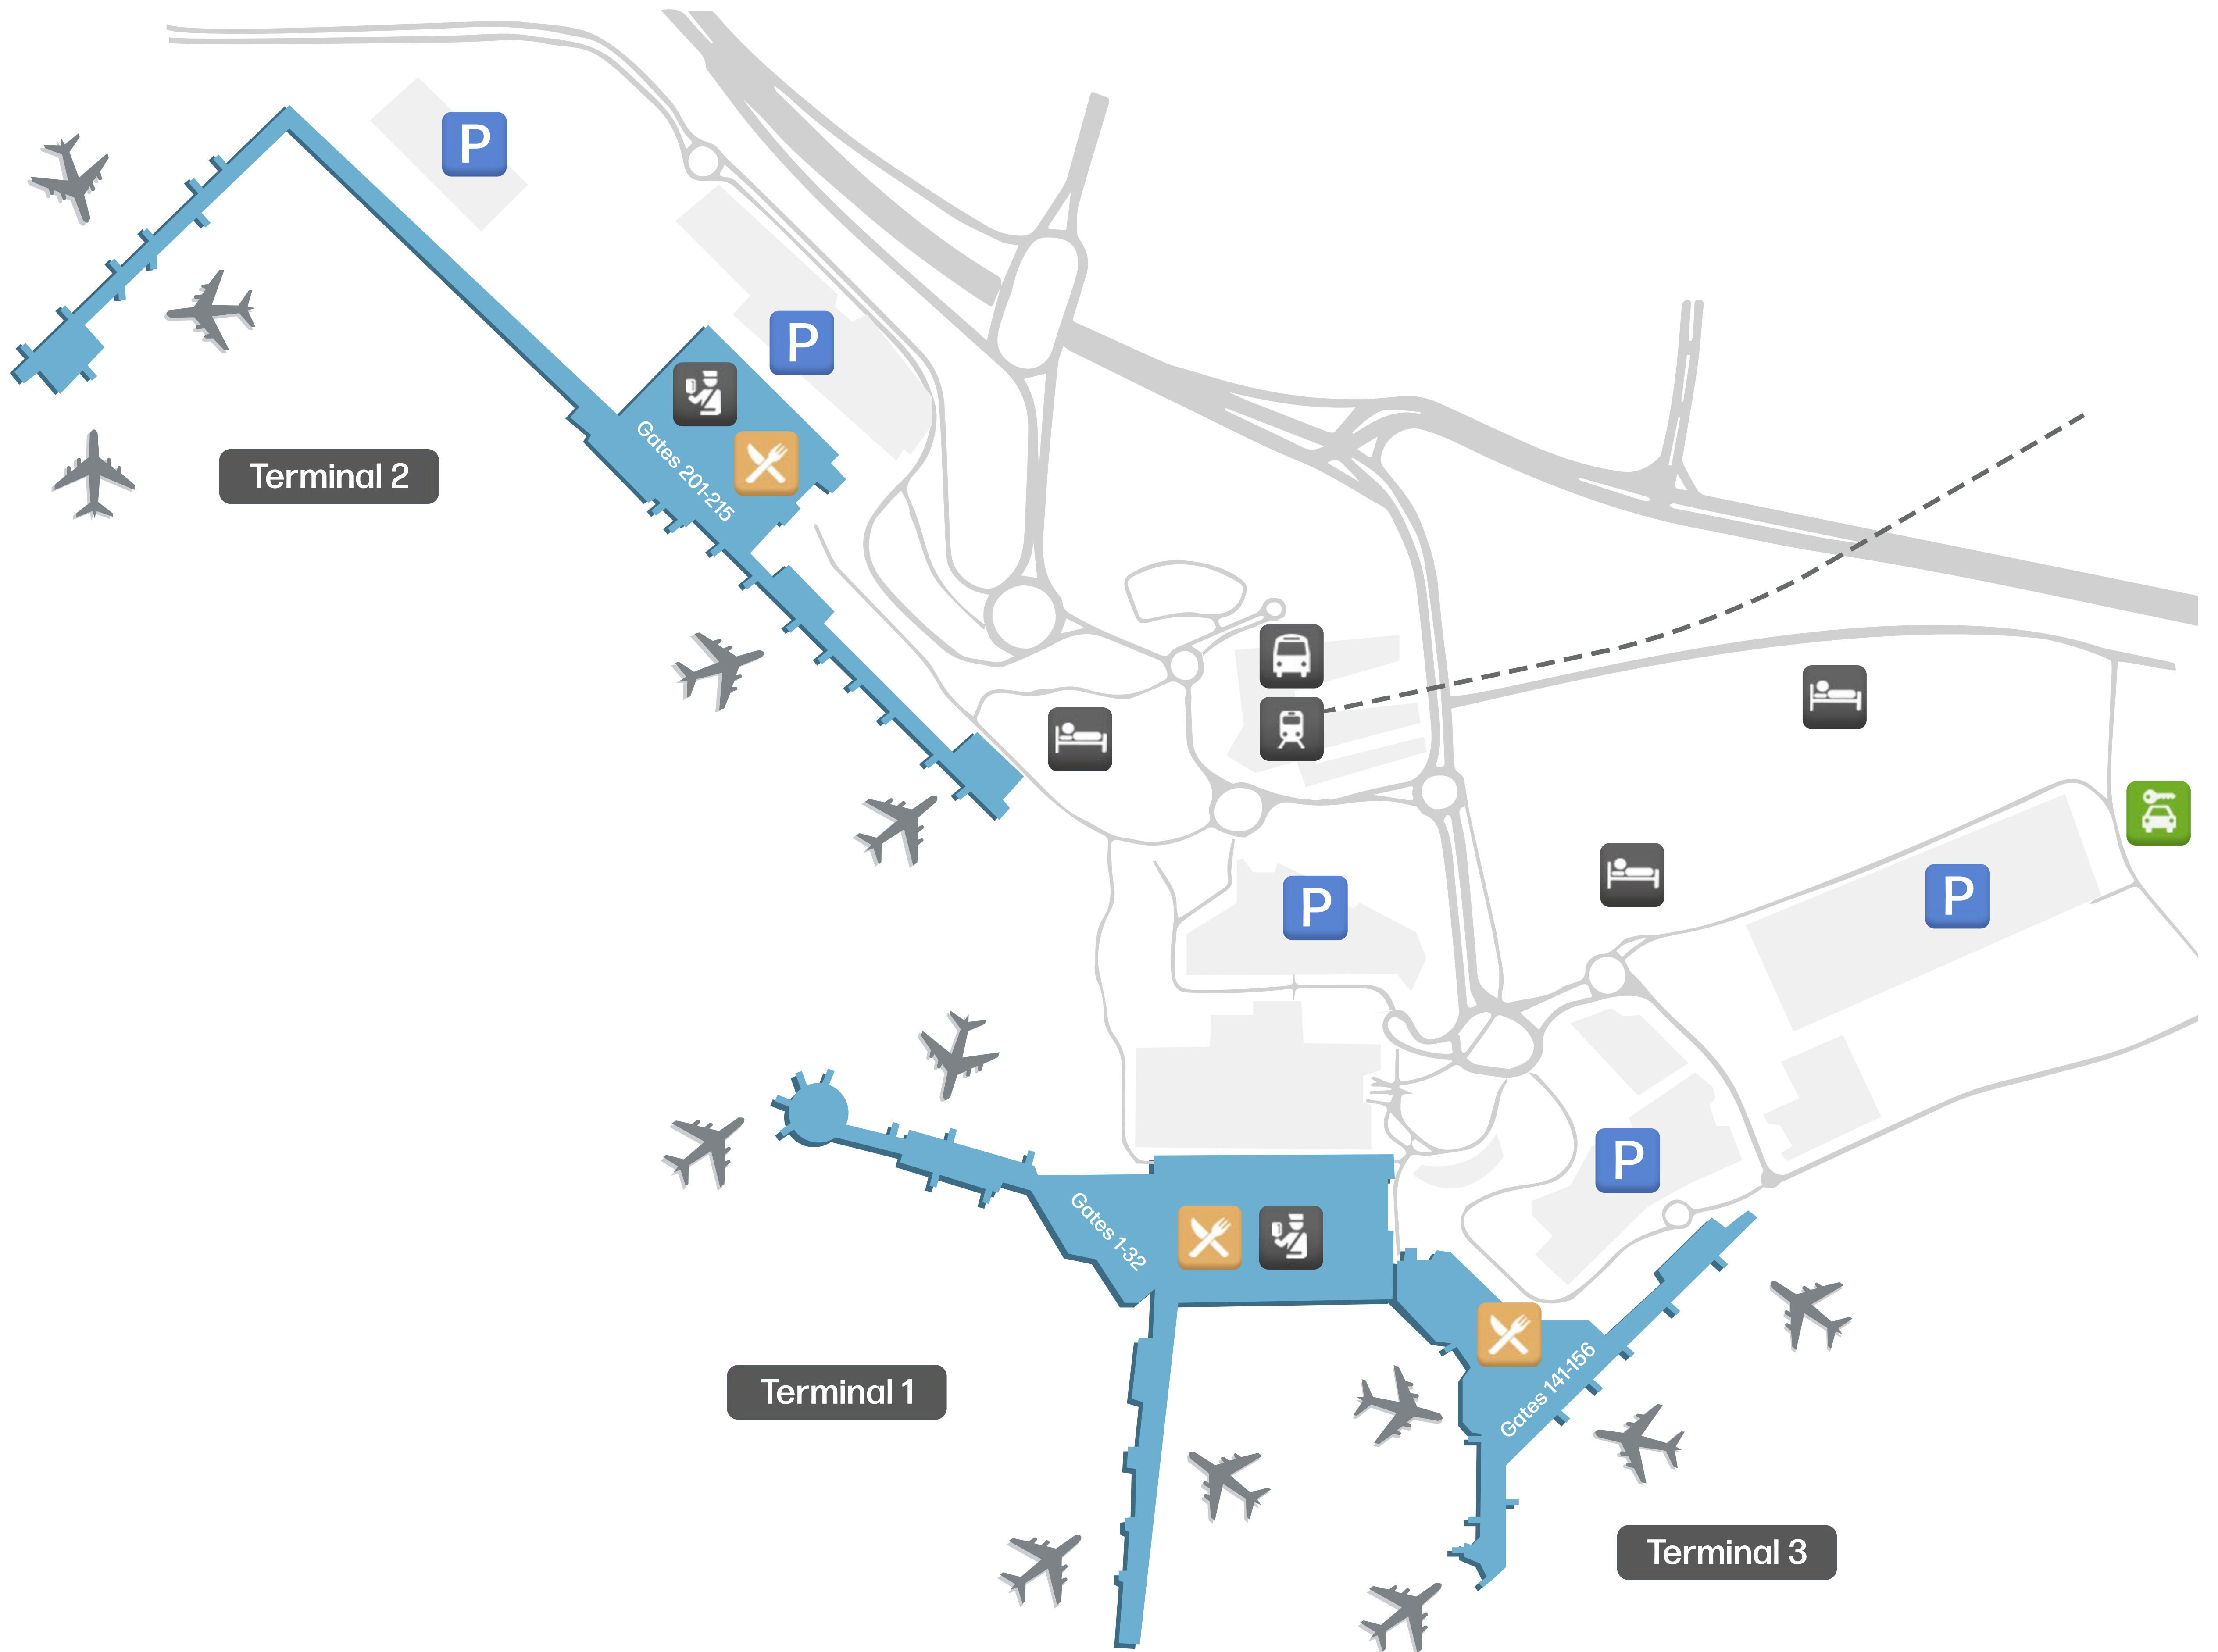 P
P
Terminal 2
Gates 201-215
P
P
Gates 1-32
P
Terminal 1
Gates 141-156
Terminal 3